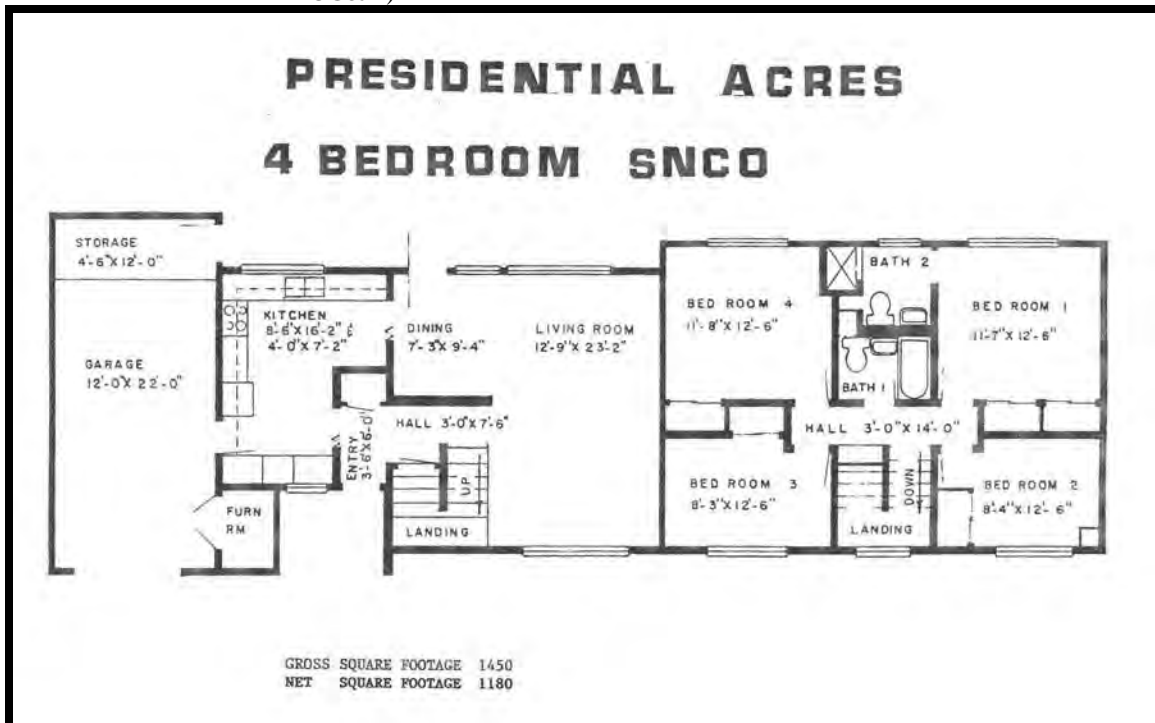 PRESIDENTIAL ACRES
4 BEDROOM SNCO
STORAGE
4'-6"X12'-0"
GARAGE
12'-0"X 22'-0"
KITCHEN
8'-6"X16'-2" &
4'-0"X7'-2"
DINING
7'-3"X 9'-4"
LIVING ROOM
12'-9"X 23'-2"
HALL 3'-0"X7'-6"
ENTRY
3'-6"X6'-0"
UP
LANDING
FURN
RM
BED ROOM 4
11'-8"X12'-6"
BATH 2
BED ROOM 1
11'-7"X12'-6"
BATH 1
HALL 3'-0"X14'-0"
BED ROOM 3
8'-3"X12'-6"
DOWN
LANDING
BED ROOM 2
8'-4"X12'-6"
GROSS SQUARE FOOTAGE 1450
NET SQUARE FOOTAGE 1180